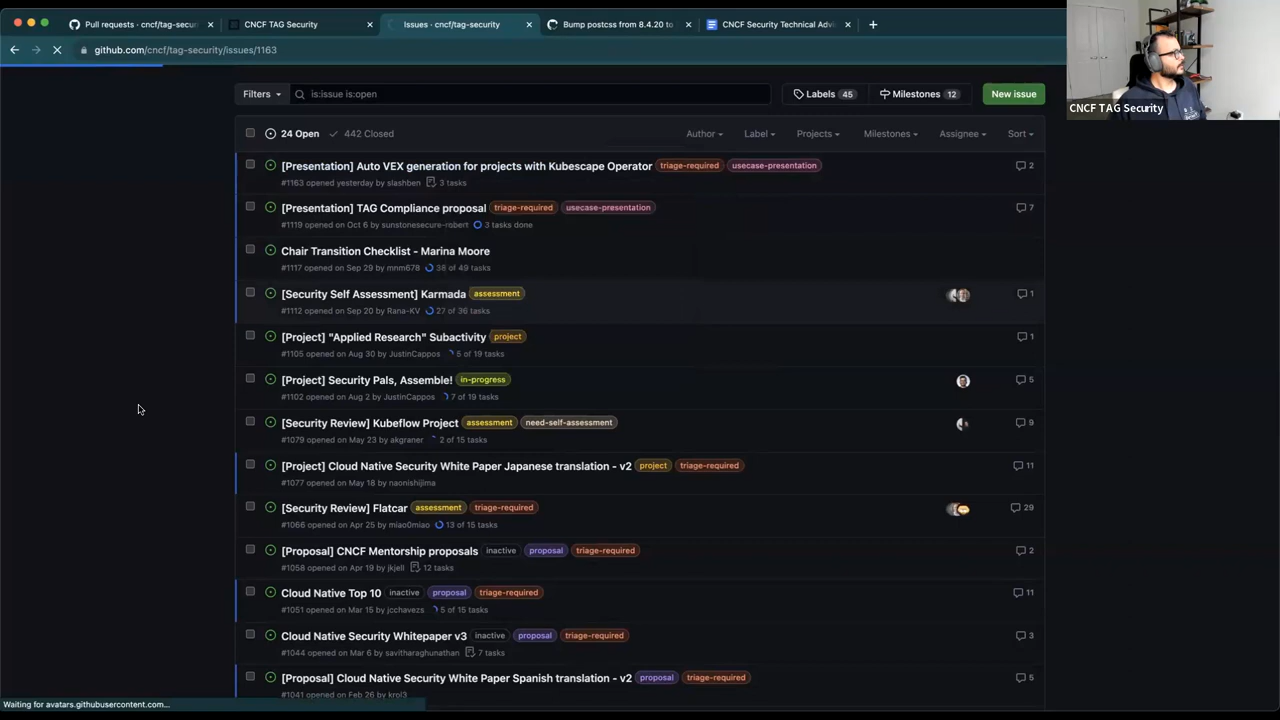 Pull requests · cncf/tag-secur
CNCF TAG Security
Issues · cncf/tag-security
Bump postcss from 8.4.20 to
CNCF Security Technical Adv
github.com/cncf/tag-security/issues/1163
Filters
is:issue is:open
Labels 45
Milestones 12
New issue
24 Open
442 Closed
Author
Label
Projects
Milestones
Assignee
Sort
[Presentation] Auto VEX generation for projects with Kubescape Operator triage-required usecase-presentation 2
#1163 opened yesterday by slashben 3 tasks
[Presentation] TAG Compliance proposal triage-required usecase-presentation 7
#1119 opened on Oct 6 by sunstonesecure-robert 3 tasks done
Chair Transition Checklist - Marina Moore
#1117 opened on Sep 29 by mnm678 38 of 49 tasks
[Security Self Assessment] Karmada assessment 1
#1112 opened on Sep 20 by Rana-KV 27 of 36 tasks
[Project] "Applied Research" Subactivity project 1
#1105 opened on Aug 30 by JustinCappos 5 of 19 tasks
[Project] Security Pals, Assemble! in-progress 5
#1102 opened on Aug 2 by JustinCappos 7 of 19 tasks
[Security Review] Kubeflow Project assessment need-self-assessment 9
#1079 opened on May 23 by akgraner 2 of 15 tasks
[Project] Cloud Native Security White Paper Japanese translation - v2 project triage-required 11
#1077 opened on May 18 by naonishijima
[Security Review] Flatcar assessment triage-required 29
#1066 opened on Apr 25 by miao0miao 13 of 15 tasks
[Proposal] CNCF Mentorship proposals inactive proposal triage-required 2
#1058 opened on Apr 19 by jkjell 12 tasks
Cloud Native Top 10 inactive proposal triage-required 11
#1051 opened on Mar 15 by jcchavezs 5 of 15 tasks
Cloud Native Security Whitepaper v3 inactive proposal triage-required 3
#1044 opened on Mar 6 by savitharaghunathan 7 tasks
[Proposal] Cloud Native Security White Paper Spanish translation - v2 proposal triage-required 5
#1041 opened on Feb 26 by krol3
Waiting for avatars.githubusercontent.com...
CNCF TAG Security